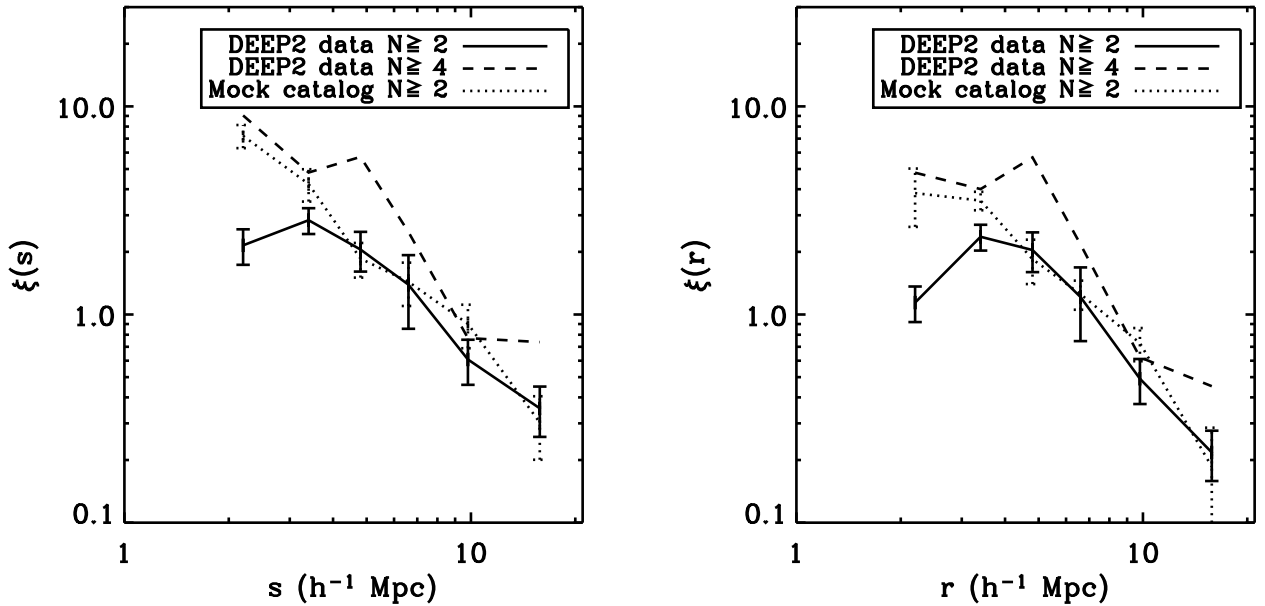 DEEP2 data N≧ 2
DEEP2 data N≧ 4
Mock catalog N≧ 2
10.0
1.0
0.1
ξ(s)
1
10
s (h⁻¹ Mpc)
DEEP2 data N≧ 2
DEEP2 data N≧ 4
Mock catalog N≧ 2
10.0
1.0
0.1
ξ(r)
1
10
r (h⁻¹ Mpc)